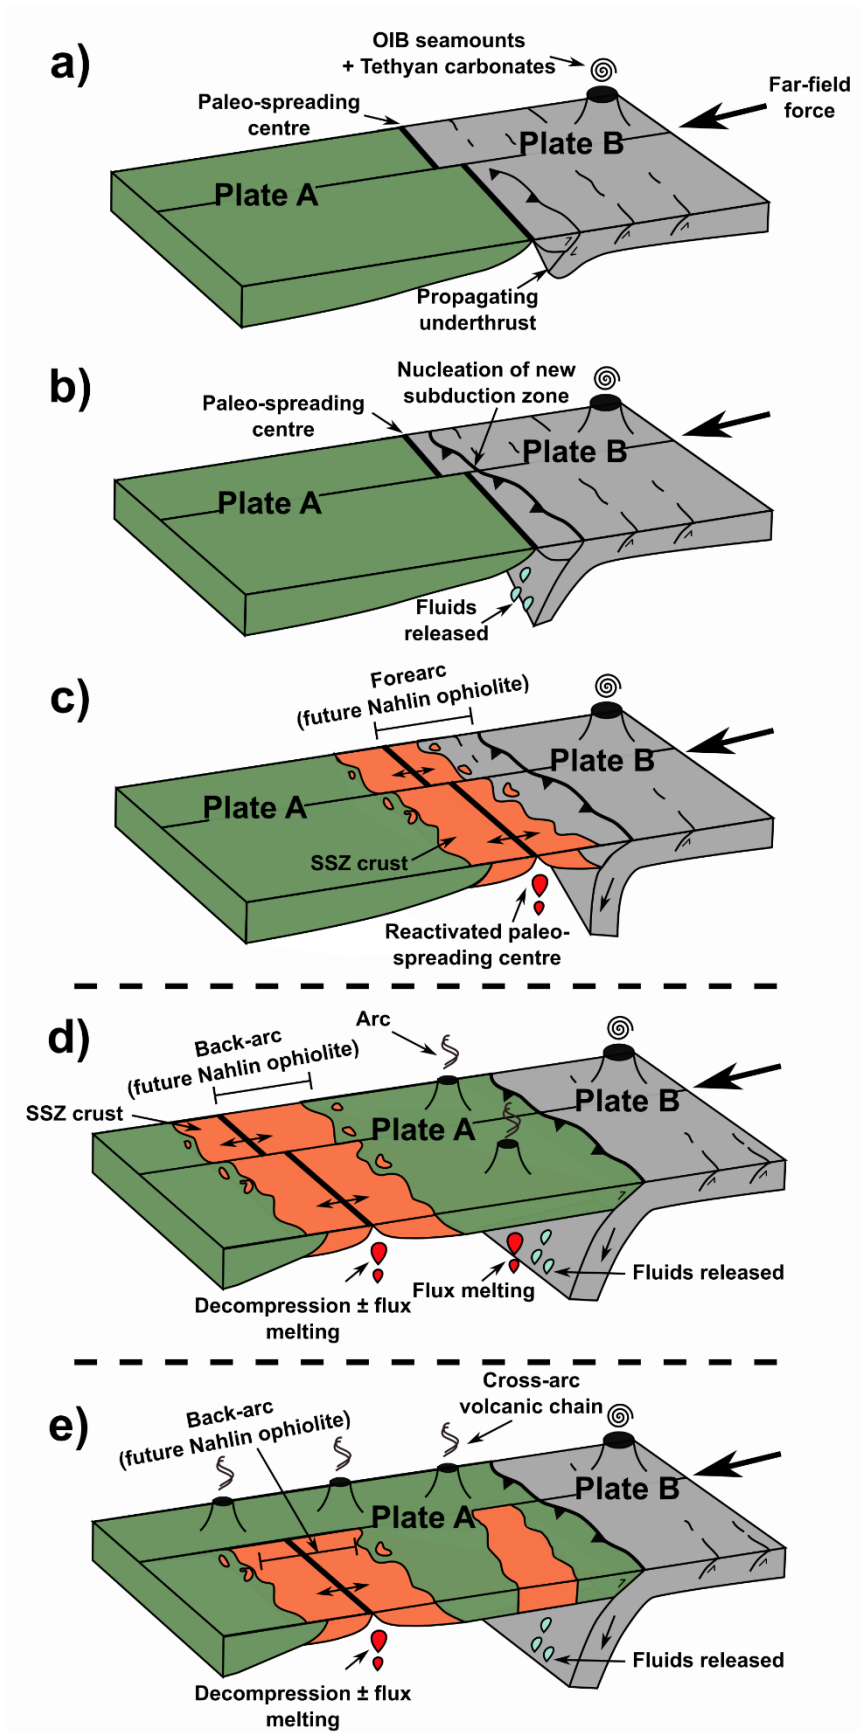 a)
OIB seamounts
+ Tethyan carbonates
Far-field
force
Paleo-spreading
centre
Plate B
Plate A
Propagating
underthrust
b)
Nucleation of new
subduction zone
Paleo-spreading
centre
Plate B
Plate A
Fluids
released
c)
Forearc
(future Nahlin ophiolite)
Plate B
Plate A
SSZ crust
Reactivated paleo-
spreading centre
d)
Arc
Back-arc
(future Nahlin ophiolite)
SSZ crust
Plate B
Plate A
Fluids released
Flux melting
Decompression ± flux
melting
e)
Cross-arc
volcanic chain
Back-arc
(future Nahlin ophiolite)
Plate B
Plate A
Fluids released
Decompression ± flux
melting